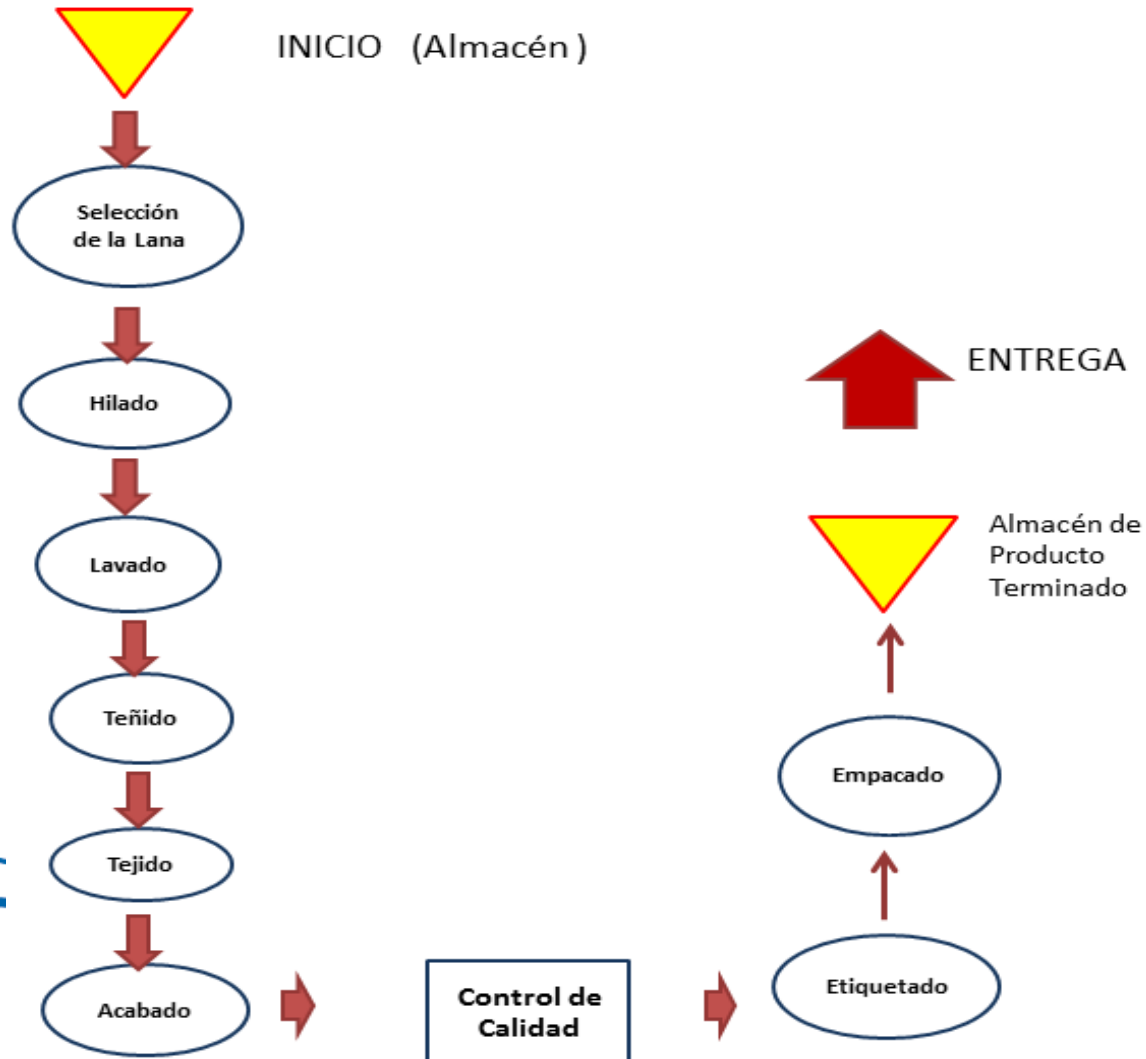 INICIO (Almacén )
Selección
de la Lana
Hilado
Lavado
Teñido
Tejido
Acabado
Control de
Calidad
Etiquetado
Empacado
Almacén de
Producto
Terminado
ENTREGA